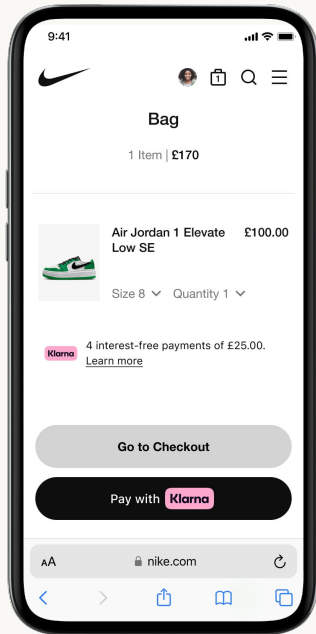 9:41
1
Bag
1 Item | £170
Air Jordan 1 Elevate £100.00
Low SE
Size 8 Quantity 1
Klarna 4 interest-free payments of £25.00.
Learn more
Go to Checkout
Pay with Klarna
AA nike.com